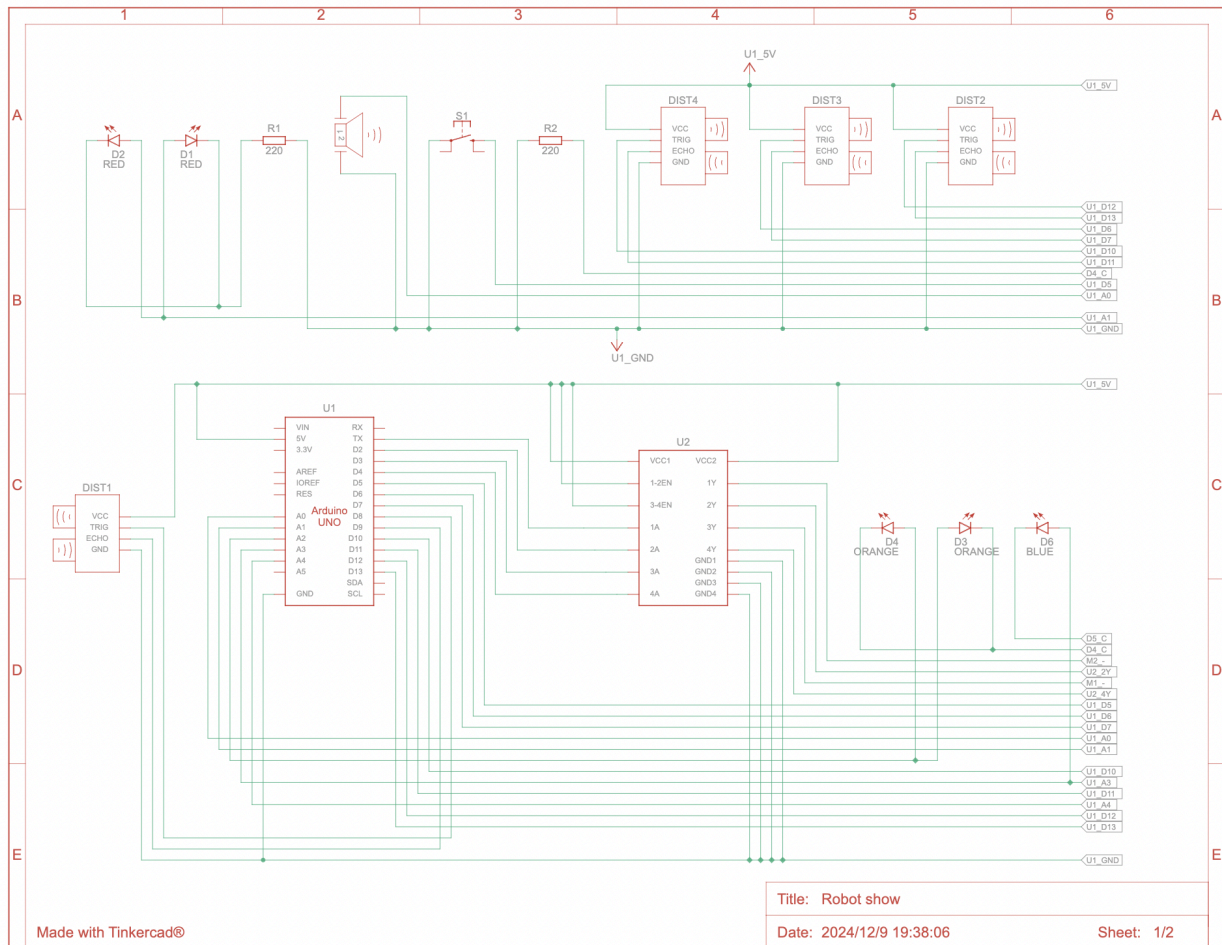 1 2 3 4 5 6
U1_5V
U1_5V
A A
DIST4 DIST3 DIST2
S1
R1 R2
220 220
L2
D2
RED
D1
RED
VCC
TRIG
ECHO
GND
VCC
TRIG
ECHO
GND
VCC
TRIG
ECHO
GND
U1_D12
U1_D13
U1_D6
U1_D7
U1_D10
U1_D11
D4_C
U1_D5
U1_A0
U1_A1
U1_GND
B B
U1_GND
U1_5V
C C
DIST1
VCC
TRIG
ECHO
GND
U1
VIN
5V
3.3V
AREF
IOREF
RES
A0
A1
A2
A3
A4
A5
GND
Arduino
UNO
RX
TX
D2
D3
D4
D5
D6
D7
D8
D9
D10
D11
D12
D13
SDA
SCL
U2
VCC1
1-2EN
3-4EN
1A
2A
3A
4A
VCC2
1Y
2Y
3Y
4Y
GND1
GND2
GND3
GND4
D4
ORANGE
D3
ORANGE
D6
BLUE
D D
D5_C
D4_C
M2_-
U2_2Y
M1_-
U2_4Y
U1_D5
U1_D6
U1_D7
U1_A0
U1_A1
U1_D10
U1_A3
U1_D11
U1_A4
U1_D12
U1_D13
E E
U1_GND
Title: Robot show
Made with Tinkercad®
Date: 2024/12/9 19:38:06 Sheet: 1/2